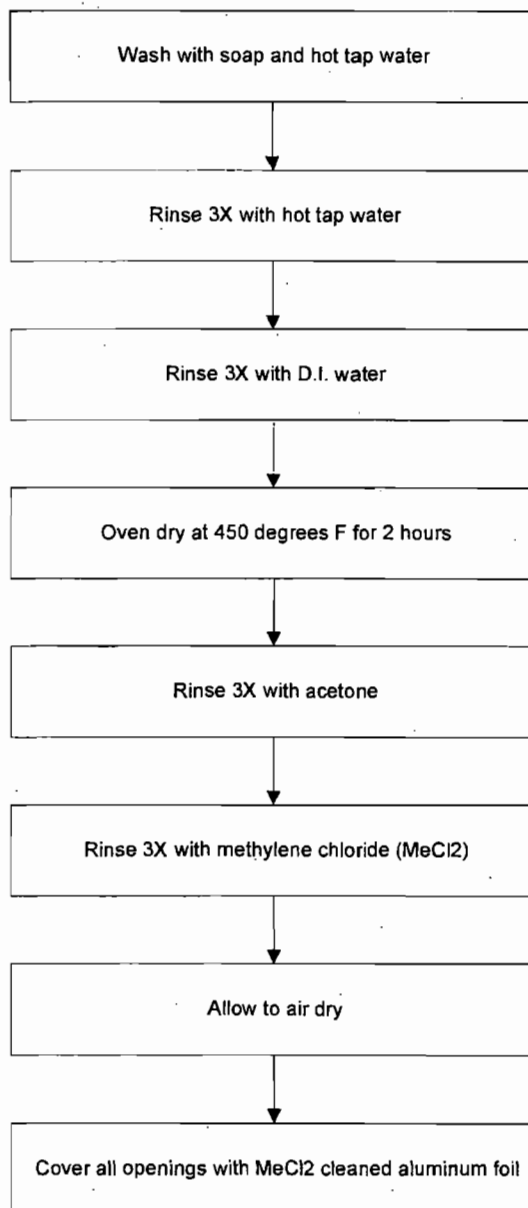 Wash with soap and hot tap water
Rinse 3X with hot tap water
Rinse 3X with D.I. water
Oven dry at 450 degrees F for 2 hours
Rinse 3X with acetone
Rinse 3X with methylene chloride (MeCl2)
Allow to air dry
Cover all openings with MeCl2 cleaned aluminum foil